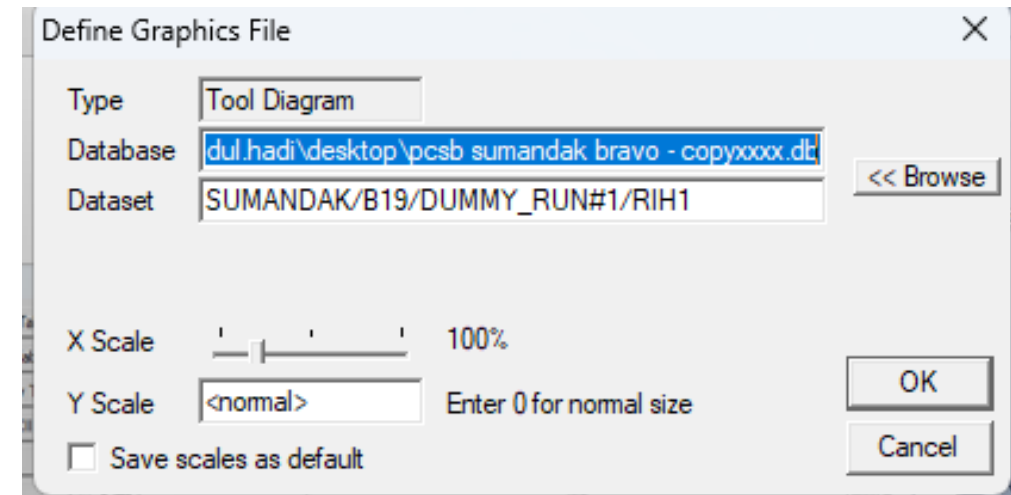 Define Graphics File
Type Tool Diagram
Database dul.hadi\desktop\pcsb sumandak bravo - copyxxxx.db
<< Browse
Dataset SUMANDAK/B19/DUMMY_RUN#1/RIH1
X Scale 100%
Y Scale <normal> Enter 0 for normal size
OK
Save scales as default
Cancel